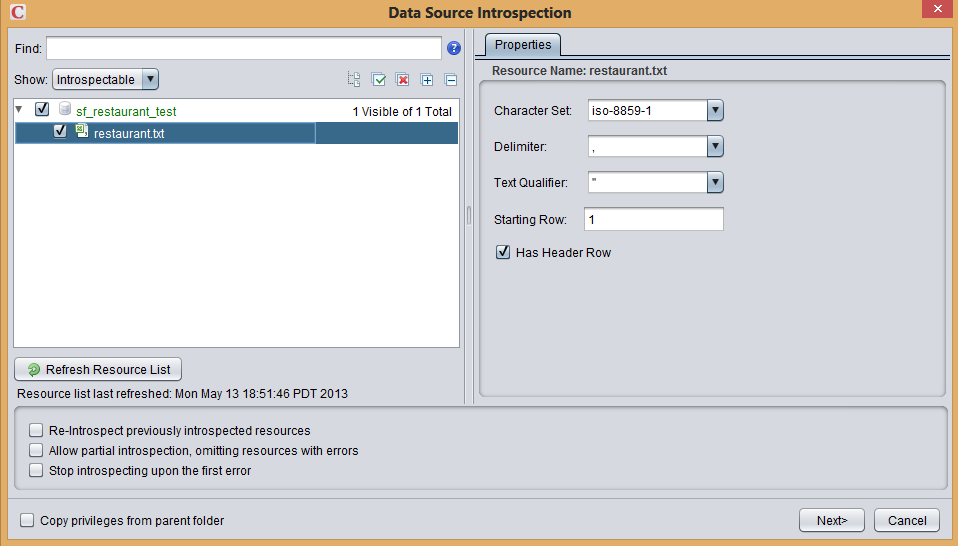 C Data Source Introspection X
Find: ?
Show: Introspectable
sf_restaurant_test 1 Visible of 1 Total
restaurant.txt
Refresh Resource List
Resource list last refreshed: Mon May 13 18:51:46 PDT 2013
Properties
Resource Name: restaurant.txt
Character Set: iso-8859-1
Delimiter: ,
Text Qualifier: "
Starting Row: 1
Has Header Row
Re-Introspect previously introspected resources
Allow partial introspection, omitting resources with errors
Stop introspecting upon the first error
Copy privileges from parent folder
Next> Cancel